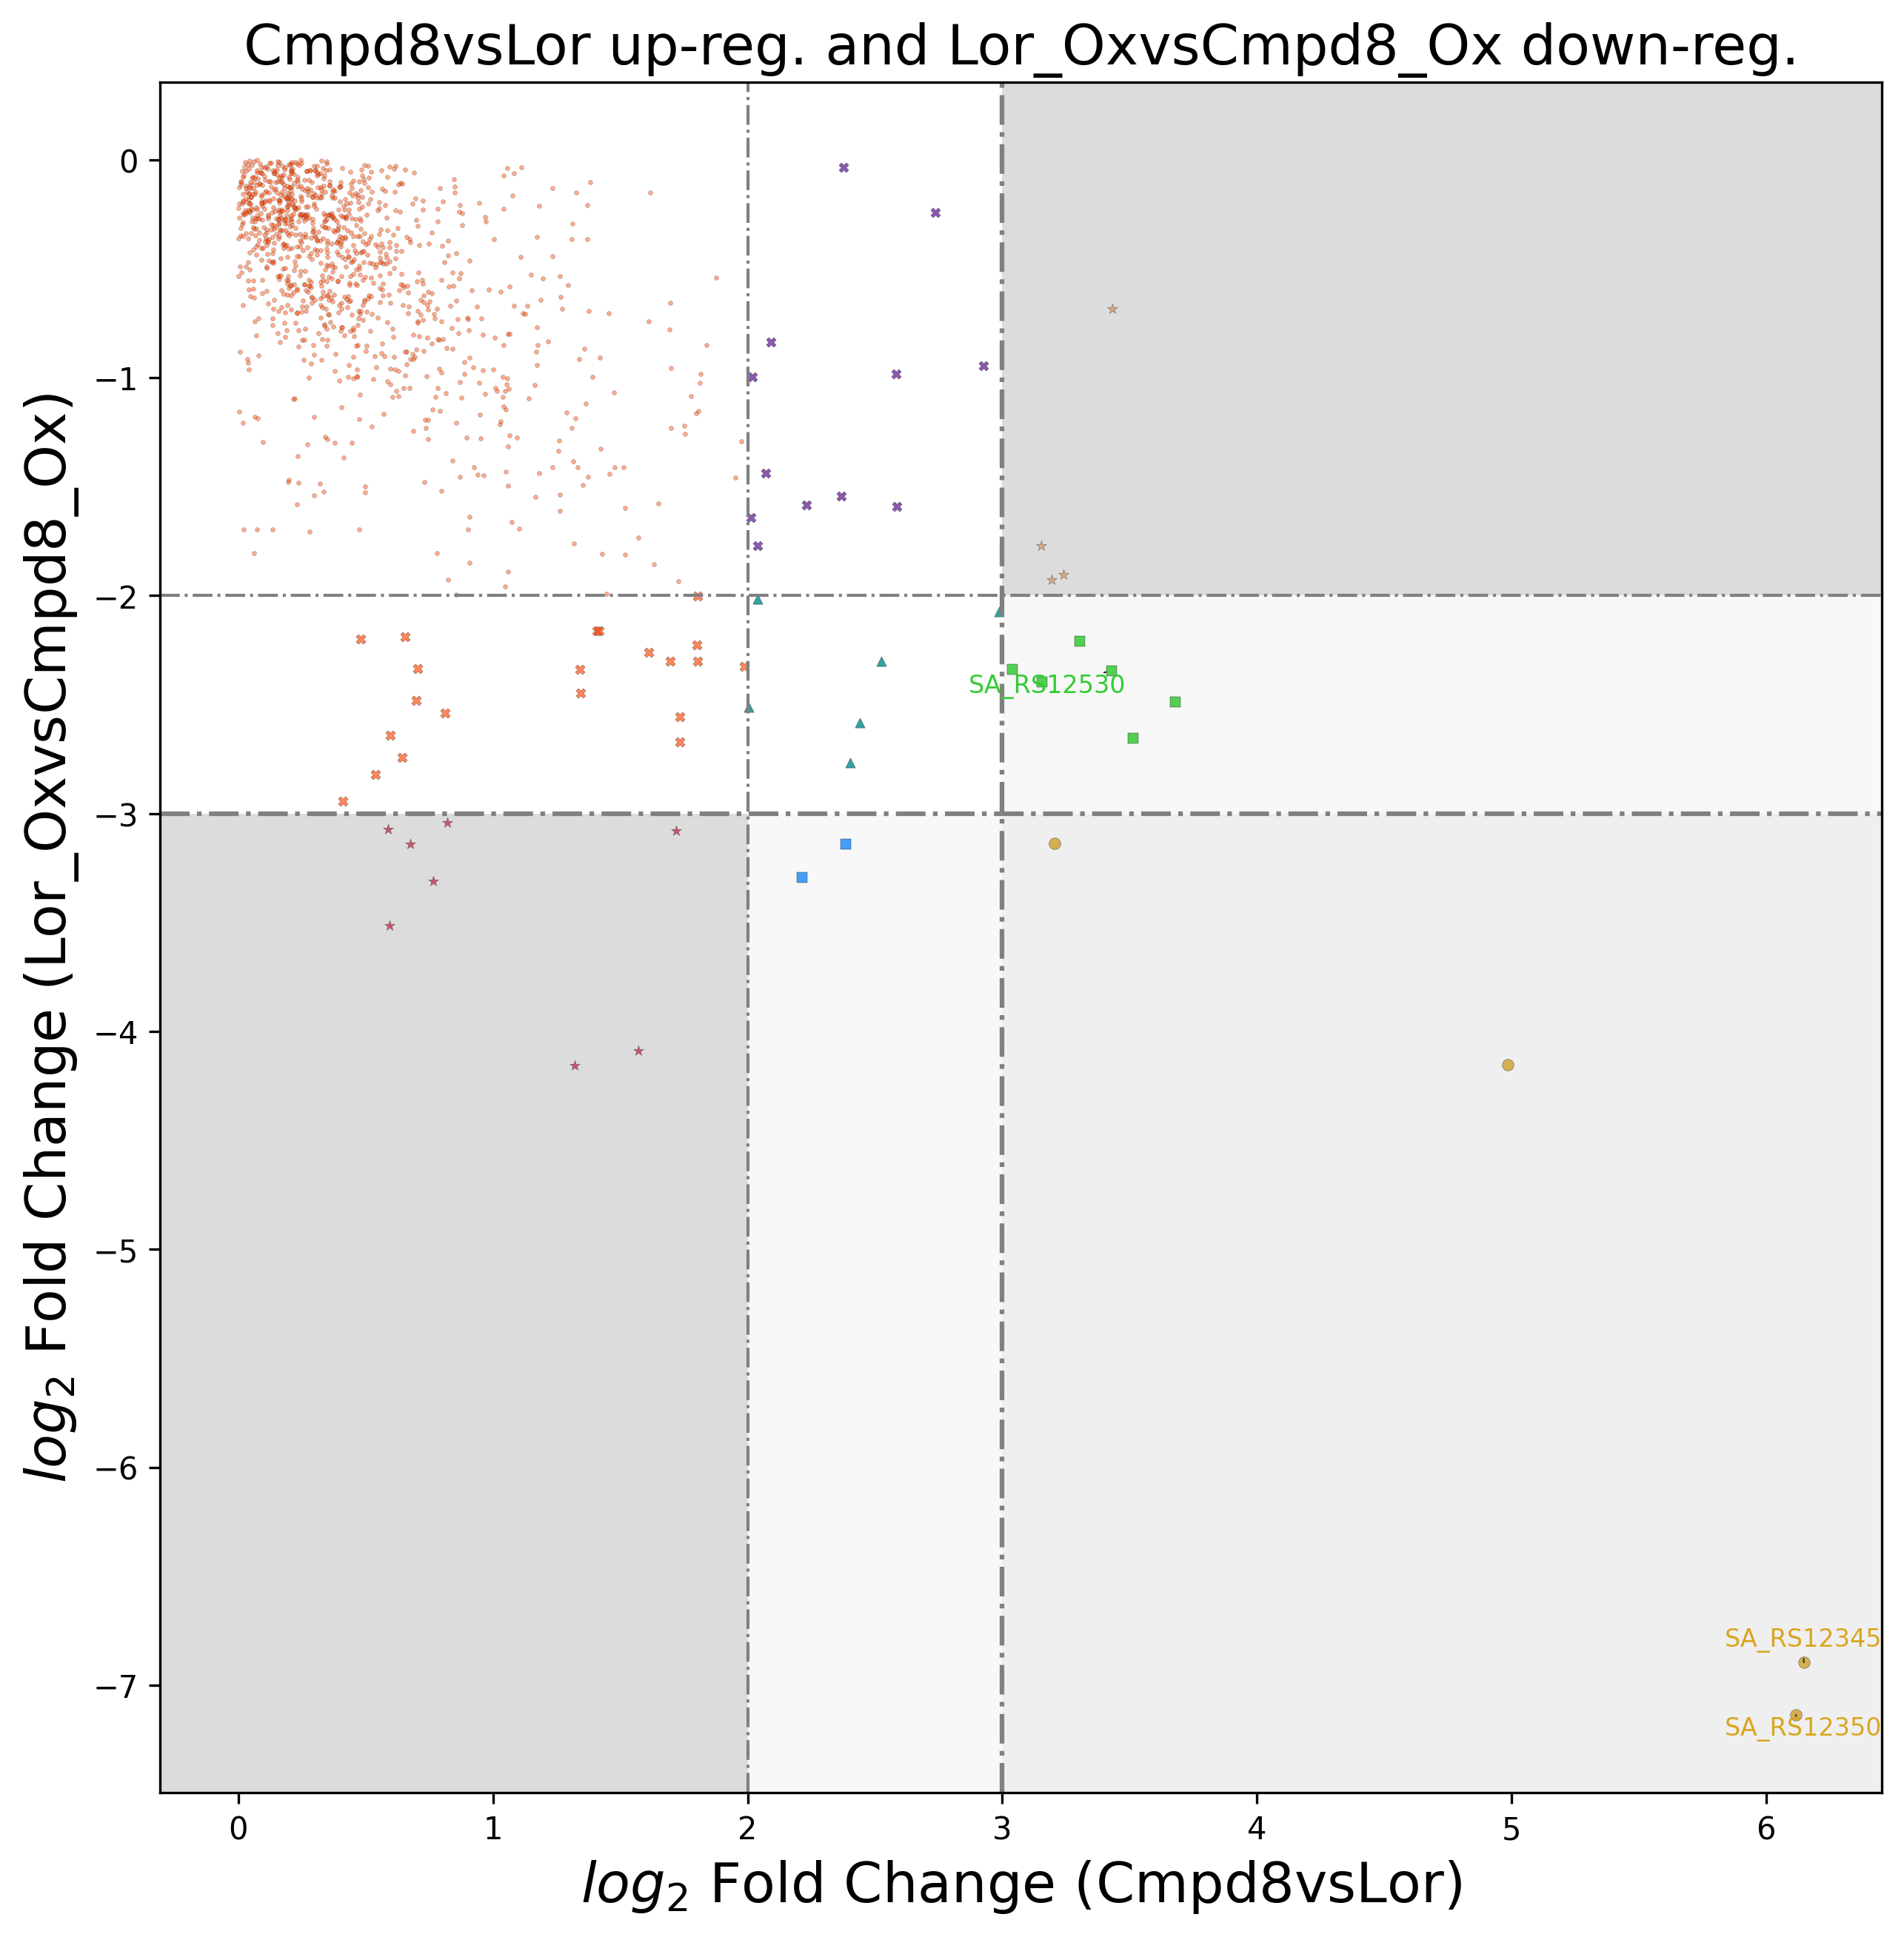 Cmpd8vsLor up-reg. and Lor_OxvsCmpd8_Ox down-reg.
log2 Fold Change (Lor_OxvsCmpd8_Ox)
0
−1
−2
−3
−4
−5
−6
−7
SA_RS12530
SA_RS12345
SA_RS12350
0 1 2 3 4 5 6
log2 Fold Change (Cmpd8vsLor)